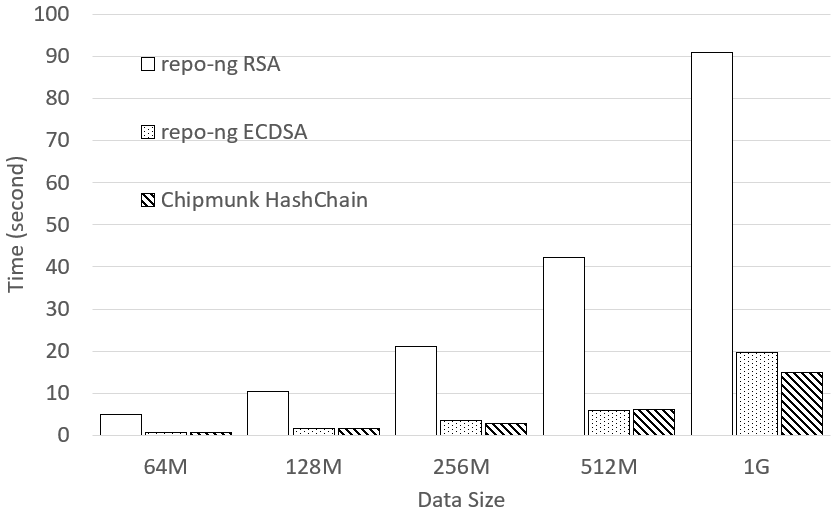 100
90
80
70
60
50
40
30
20
10
0
Time (second)
repo-ng RSA
repo-ng ECDSA
Chipmunk HashChain
64M 128M 256M 512M 1G
Data Size